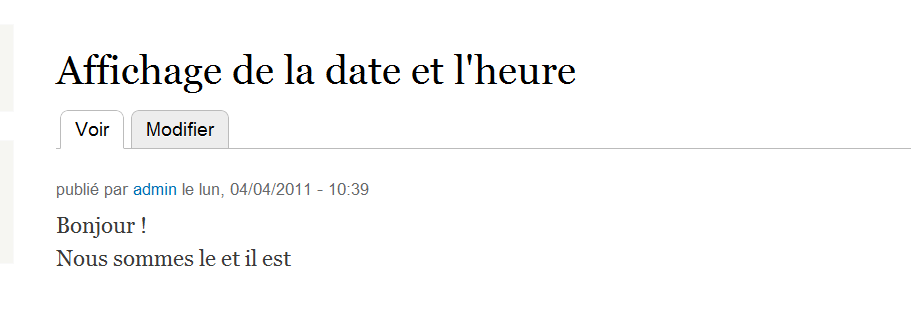 Affichage de la date et l'heure
Voir Modifier
publié par admin le lun, 04/04/2011 - 10:39
Bonjour !
Nous sommes le et il est